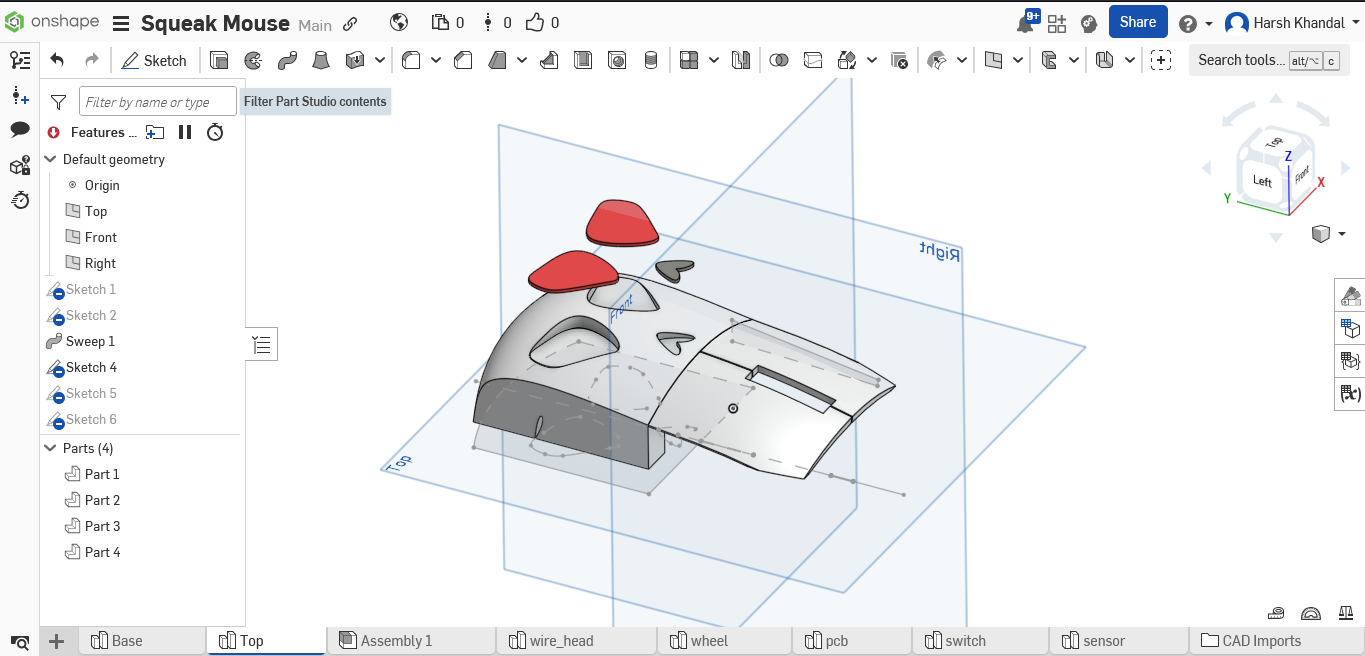 onshape Squeak Mouse Main 0 0 0 9+ Share Harsh Khandal
Sketch Search tools... alt/⌥ c
Filter by name or type Filter Part Studio contents
Features ...
Default geometry
Origin
Top
Front
Right
Sketch 1
Sketch 2
Sweep 1
Sketch 4
Sketch 5
Sketch 6
Parts (4)
Part 1
Part 2
Part 3
Part 4
Right
Front
Top
Top
Z
Left
Front
X
Y
Base Top Assembly 1 wire_head wheel pcb switch sensor CAD Imports